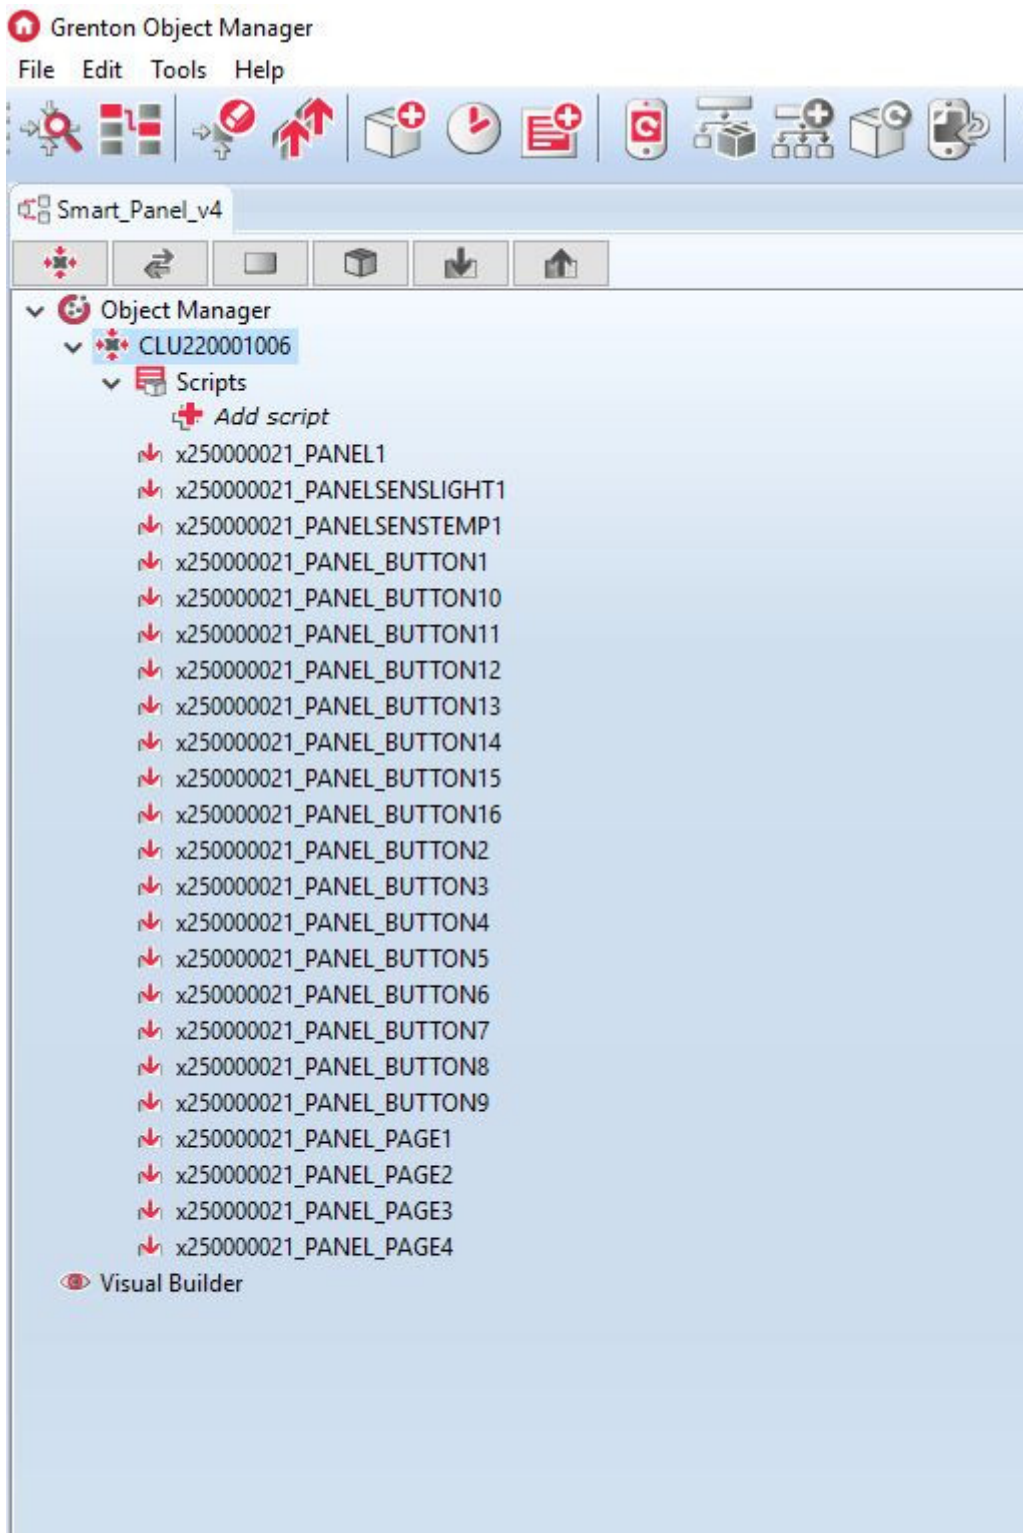 Grenton Object Manager
File Edit Tools Help
Smart_Panel_v4
Object Manager
CLU220001006
Scripts
Add script
x250000021_PANEL1
x250000021_PANELSENSLIGHT1
x250000021_PANELSENSTEMP1
x250000021_PANEL_BUTTON1
x250000021_PANEL_BUTTON10
x250000021_PANEL_BUTTON11
x250000021_PANEL_BUTTON12
x250000021_PANEL_BUTTON13
x250000021_PANEL_BUTTON14
x250000021_PANEL_BUTTON15
x250000021_PANEL_BUTTON16
x250000021_PANEL_BUTTON2
x250000021_PANEL_BUTTON3
x250000021_PANEL_BUTTON4
x250000021_PANEL_BUTTON5
x250000021_PANEL_BUTTON6
x250000021_PANEL_BUTTON7
x250000021_PANEL_BUTTON8
x250000021_PANEL_BUTTON9
x250000021_PANEL_PAGE1
x250000021_PANEL_PAGE2
x250000021_PANEL_PAGE3
x250000021_PANEL_PAGE4
Visual Builder